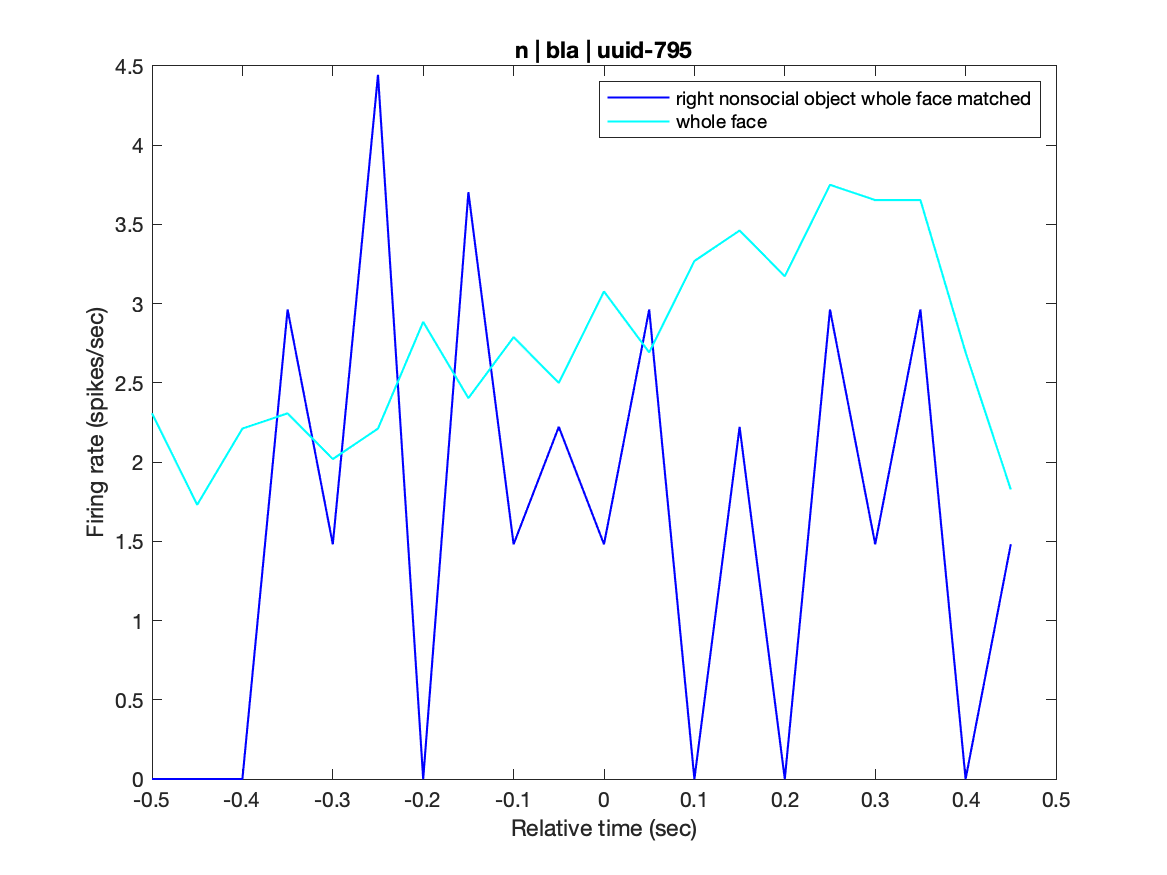 n | bla | uuid-795
right nonsocial object whole face matched
whole face
Firing rate (spikes/sec)
4.5
4
3.5
3
2.5
2
1.5
1
0.5
0
-0.5 -0.4 -0.3 -0.2 -0.1 0 0.1 0.2 0.3 0.4 0.5
Relative time (sec)